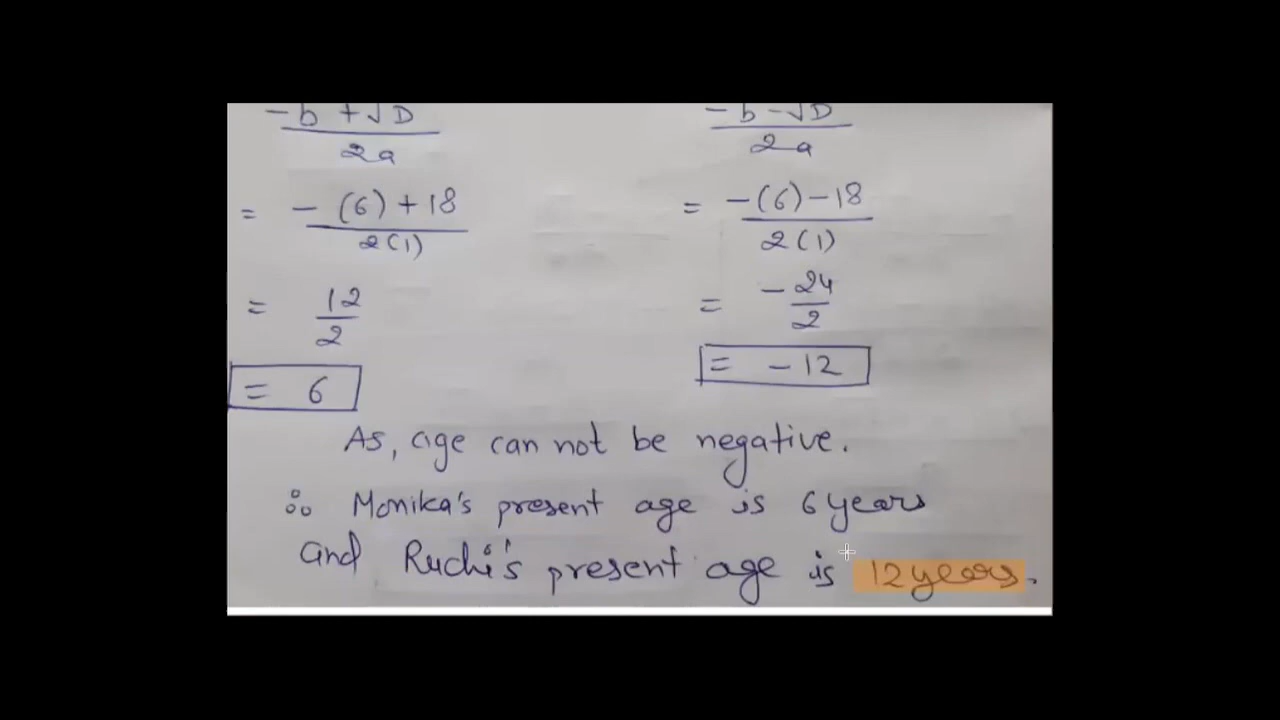 -b + √D
2a
-b - √D
2a
= - (6) + 18
2(1)
= -(6) - 18
2(1)
= 12
2
= - 24
2
= 6
= -12
As, age can not be negative.
∴ Monika's present age is 6 years
and Ruchi's present age is 12 years.